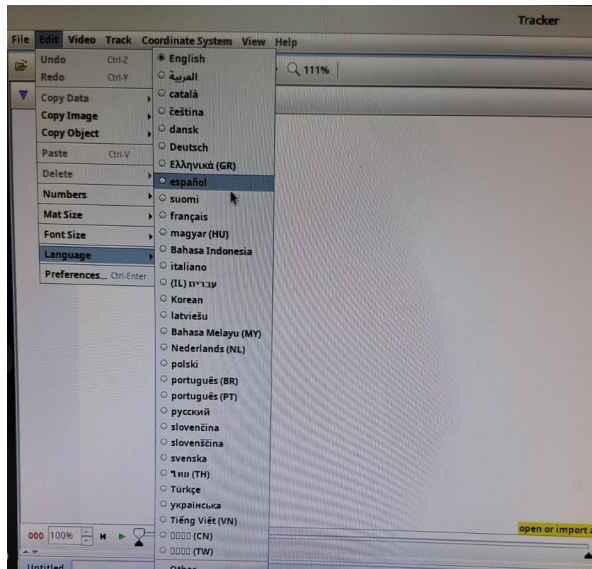 Tracker
File Edit Video Track Coordinate System View Help
111%
Undo Ctrl-Z
Redo Ctrl-Y
Copy Data
Copy Image
Copy Object
Paste Ctrl-V
Delete
Numbers
Mat Size
Font Size
Language
Preferences... Ctrl-Enter
English
العربية
català
čeština
dansk
Deutsch
Ελληνικά (GR)
español
suomi
français
magyar (HU)
Bahasa Indonesia
italiano
עברית (IL)
Korean
latviešu
Bahasa Melayu (MY)
Nederlands (NL)
polski
português (BR)
português (PT)
русский
slovenčina
slovenščina
svenska
ไทย (TH)
Türkçe
українська
Tiếng Việt (VN)
(CN)
(TW)
Other
000 100%
open or import
Untitled